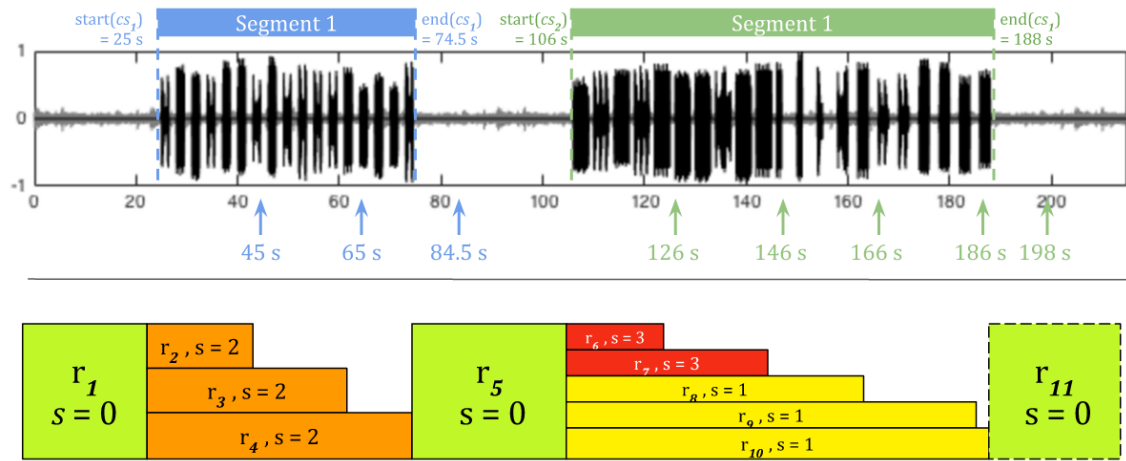 start(cs1)
= 25 s
Segment 1
end(cs1)
= 74.5 s
start(cs2)
= 106 s
Segment 1
end(cs1)
= 188 s
1
0
-1
0 20 40 60 80 100 120 140 160 180 200
45 s 65 s 84.5 s 126 s 146 s 166 s 186 s 198 s
r1
s = 0
r2 , s = 2
r3 , s = 2
r4 , s = 2
r5
s = 0
r6 , s = 3
r7 , s = 3
r8 , s = 1
r9 , s = 1
r10 , s = 1
r11
s = 0